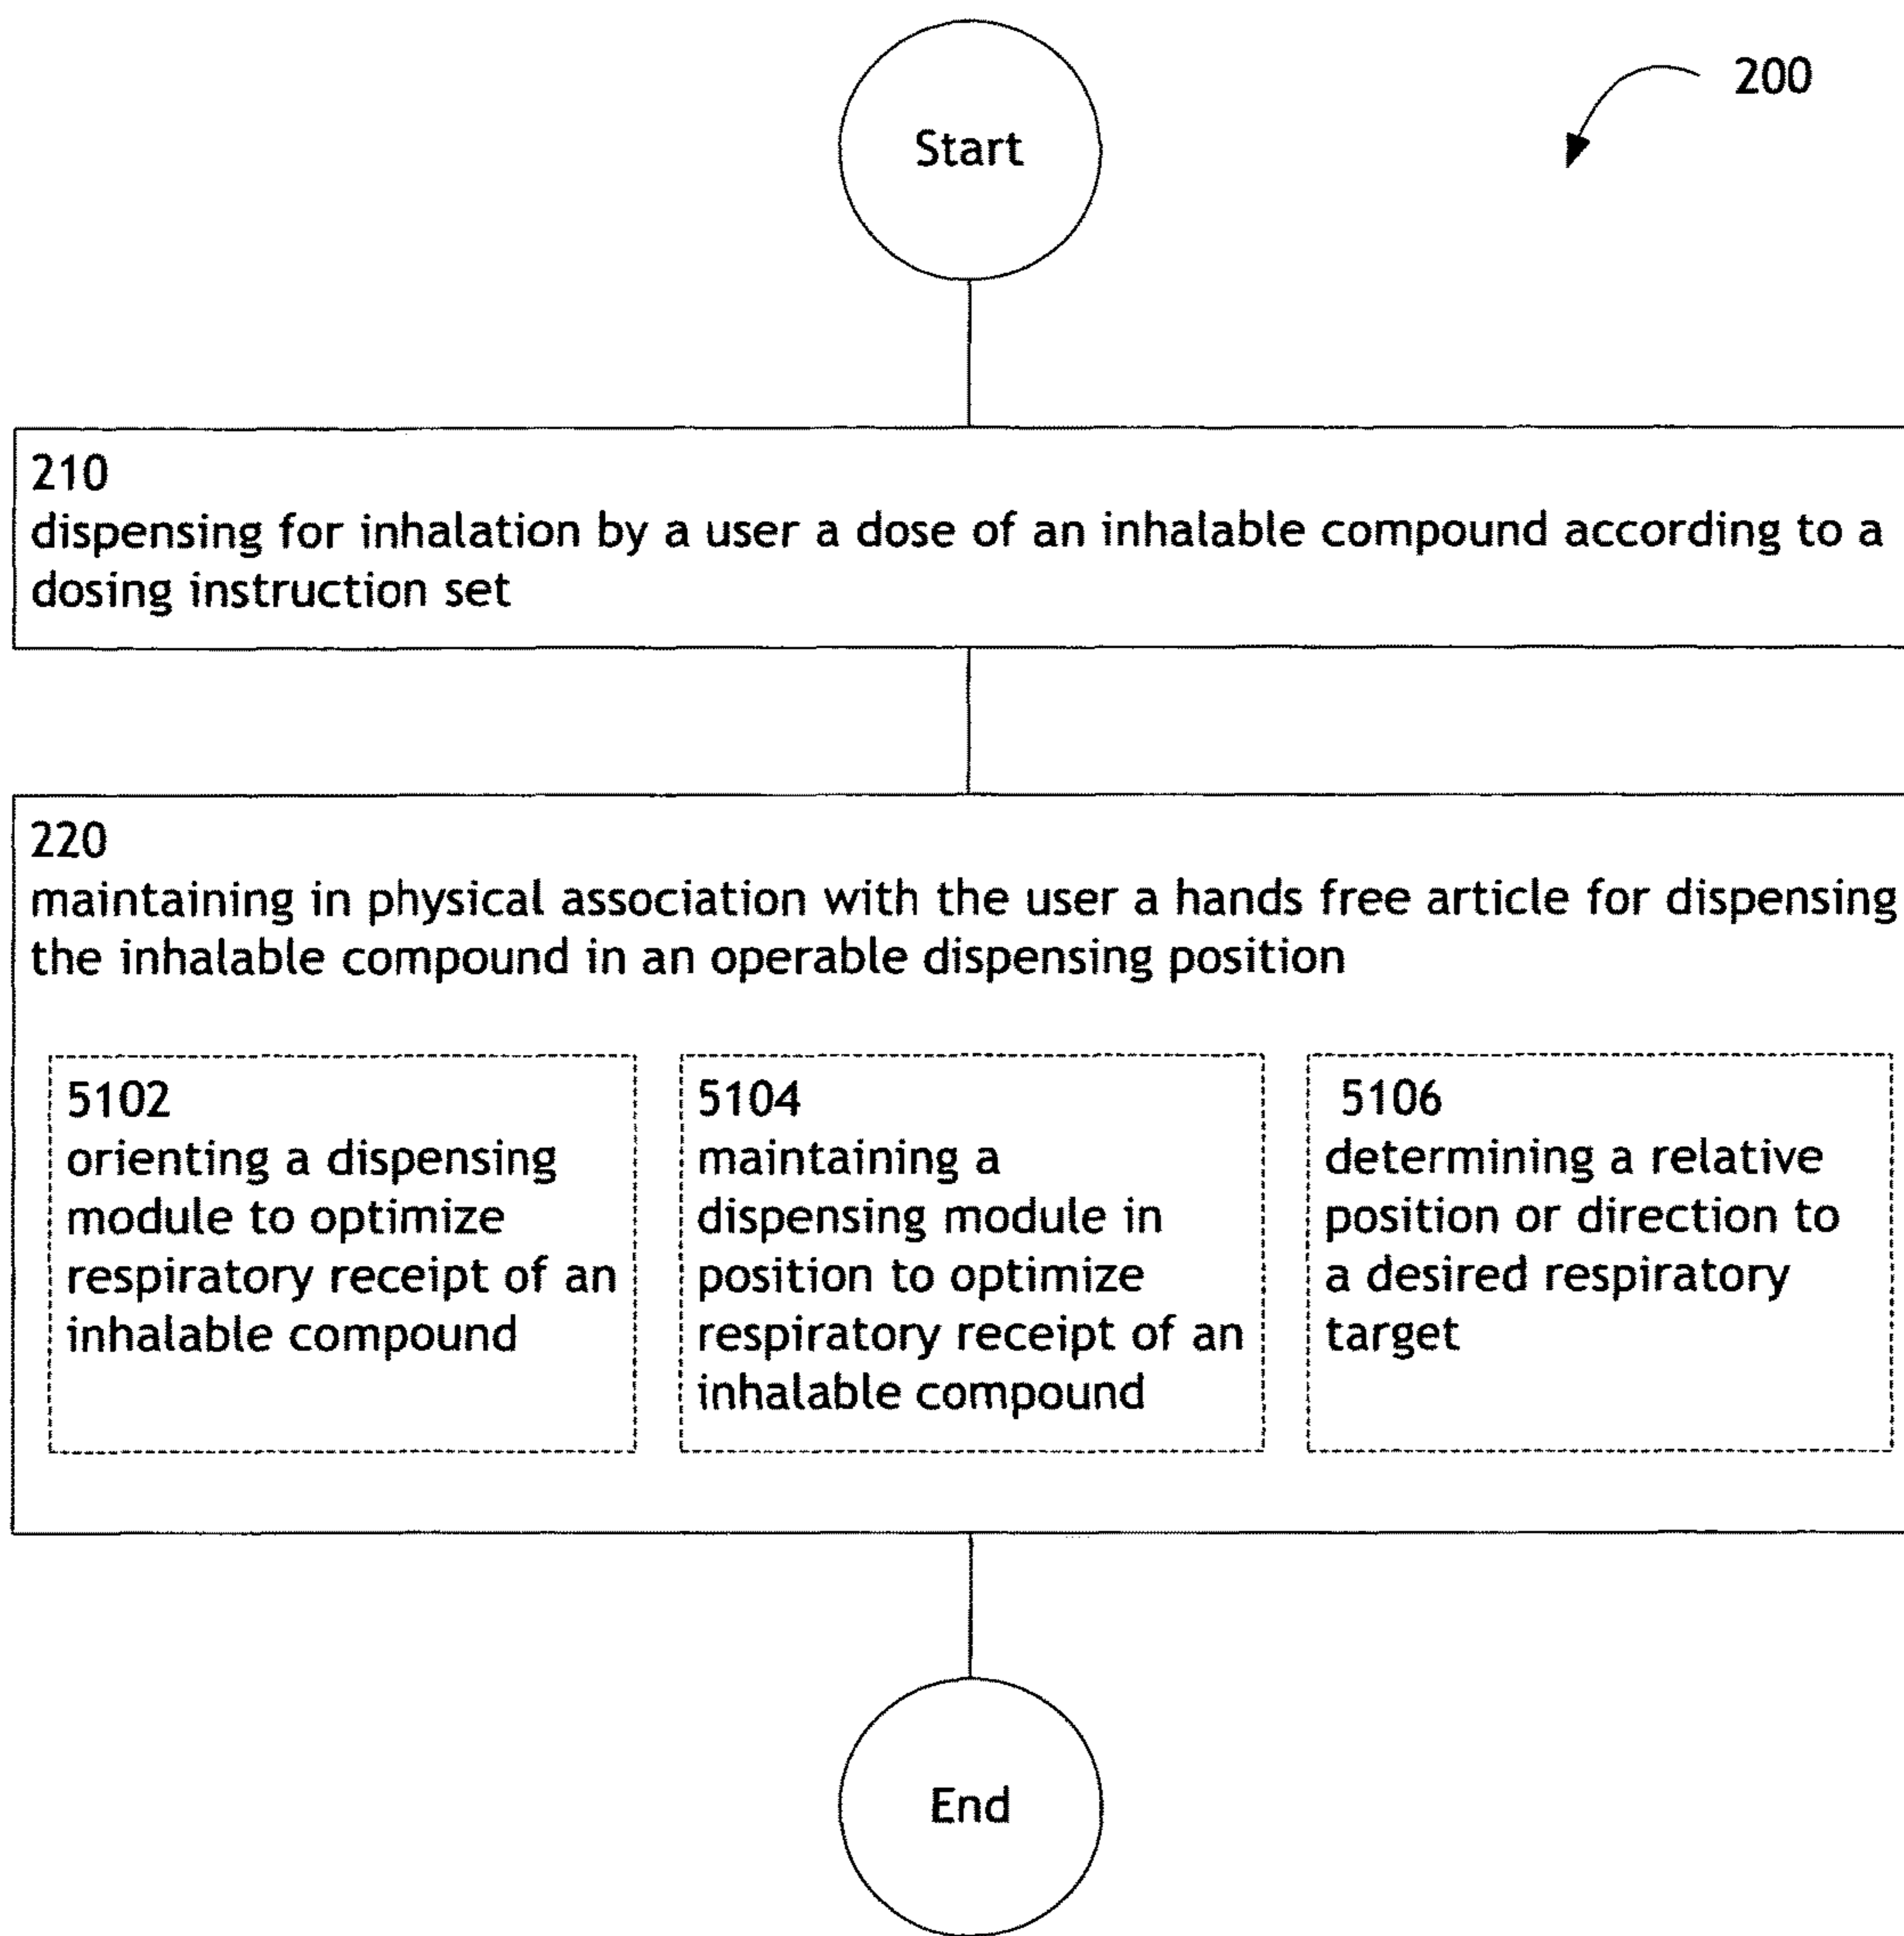 Start
200
210
dispensing for inhalation by a user a dose of an inhalable compound according to a
dosing instruction set
220
maintaining in physical association with the user a hands free article for dispensing
the inhalable compound in an operable dispensing position
5102
orienting a dispensing
module to optimize
respiratory receipt of an
inhalable compound
5104
maintaining a
dispensing module in
position to optimize
respiratory receipt of an
inhalable compound
5106
determining a relative
position or direction to
a desired respiratory
target
End